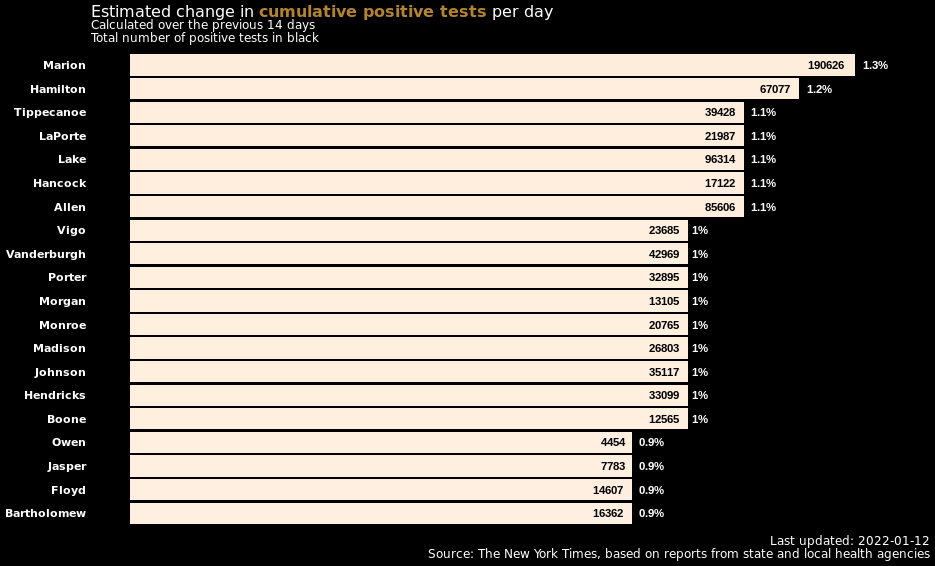 Estimated change in cumulative positive tests per day
Calculated over the previous 14 days
Total number of positive tests in black
Marion 190626 1.3%
Hamilton 67077 1.2%
Tippecanoe 39428 1.1%
LaPorte 21987 1.1%
Lake 96314 1.1%
Hancock 17122 1.1%
Allen 85606 1.1%
Vigo 23685 1%
Vanderburgh 42969 1%
Porter 32895 1%
Morgan 13105 1%
Monroe 20765 1%
Madison 26803 1%
Johnson 35117 1%
Hendricks 33099 1%
Boone 12565 1%
Owen 4454 0.9%
Jasper 7783 0.9%
Floyd 14607 0.9%
Bartholomew 16362 0.9%
Last updated: 2022-01-12
Source: The New York Times, based on reports from state and local health agencies